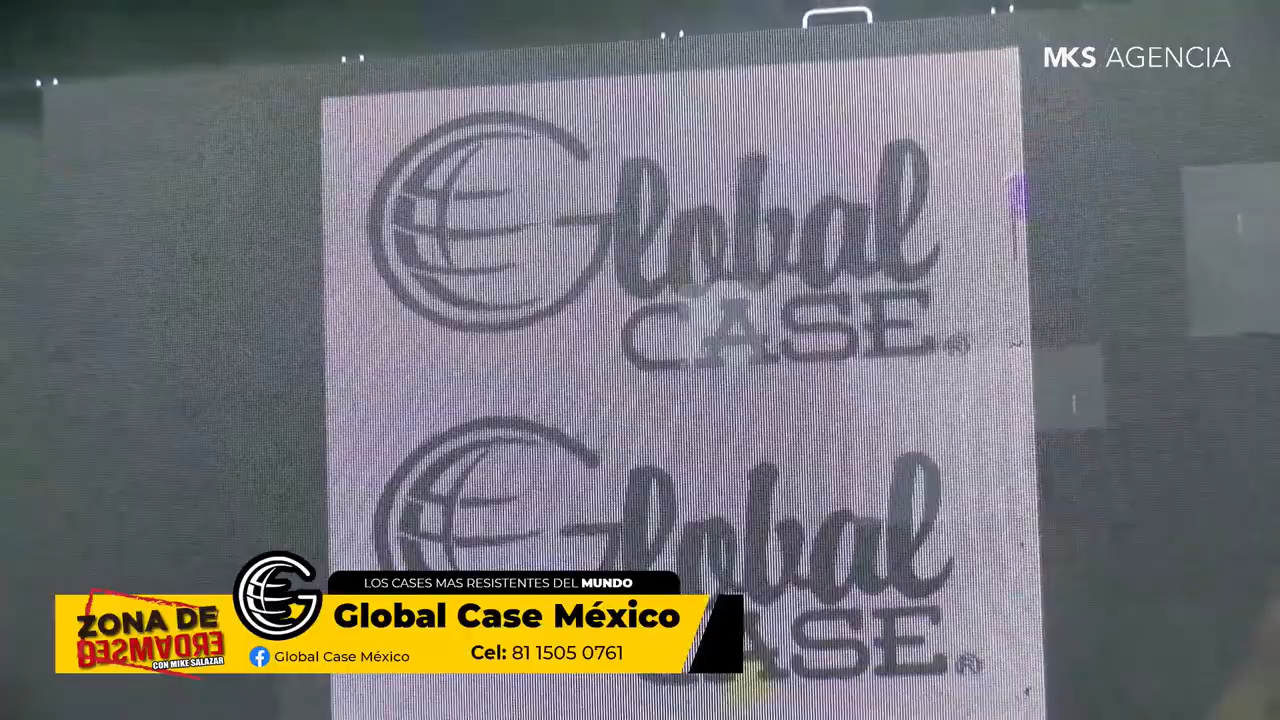 MKS AGENCIA
Global
CASE®
Global
CASE®
LOS CASES MAS RESISTENTES DEL MUNDO
Global Case México
Global Case México
Cel: 81 1505 0761
ZONA DE
DESMADRE
CON MIKE SALAZAR